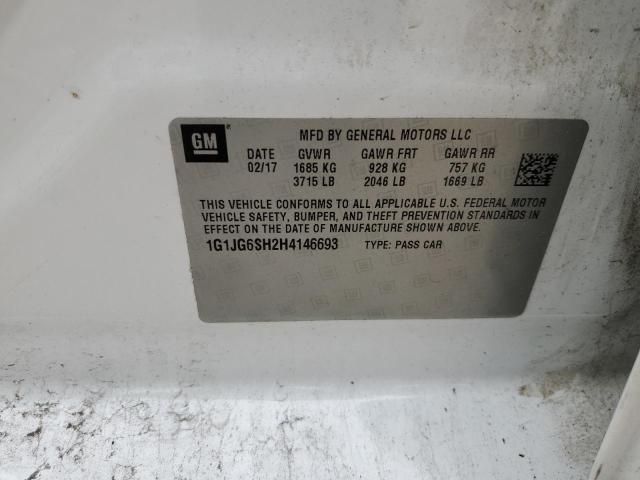 GM
MFD BY GENERAL MOTORS LLC
DATE GVWR GAWR FRT GAWR RR
02/17 1685 KG 928 KG 757 KG
3715 LB 2046 LB 1669 LB
THIS VEHICLE CONFORMS TO ALL APPLICABLE U.S. FEDERAL MOTOR
VEHICLE SAFETY, BUMPER, AND THEFT PREVENTION STANDARDS IN
EFFECT ON THE DATE OF MANUFACTURE SHOWN ABOVE.
1G1JG6SH2H4146693 TYPE: PASS CAR